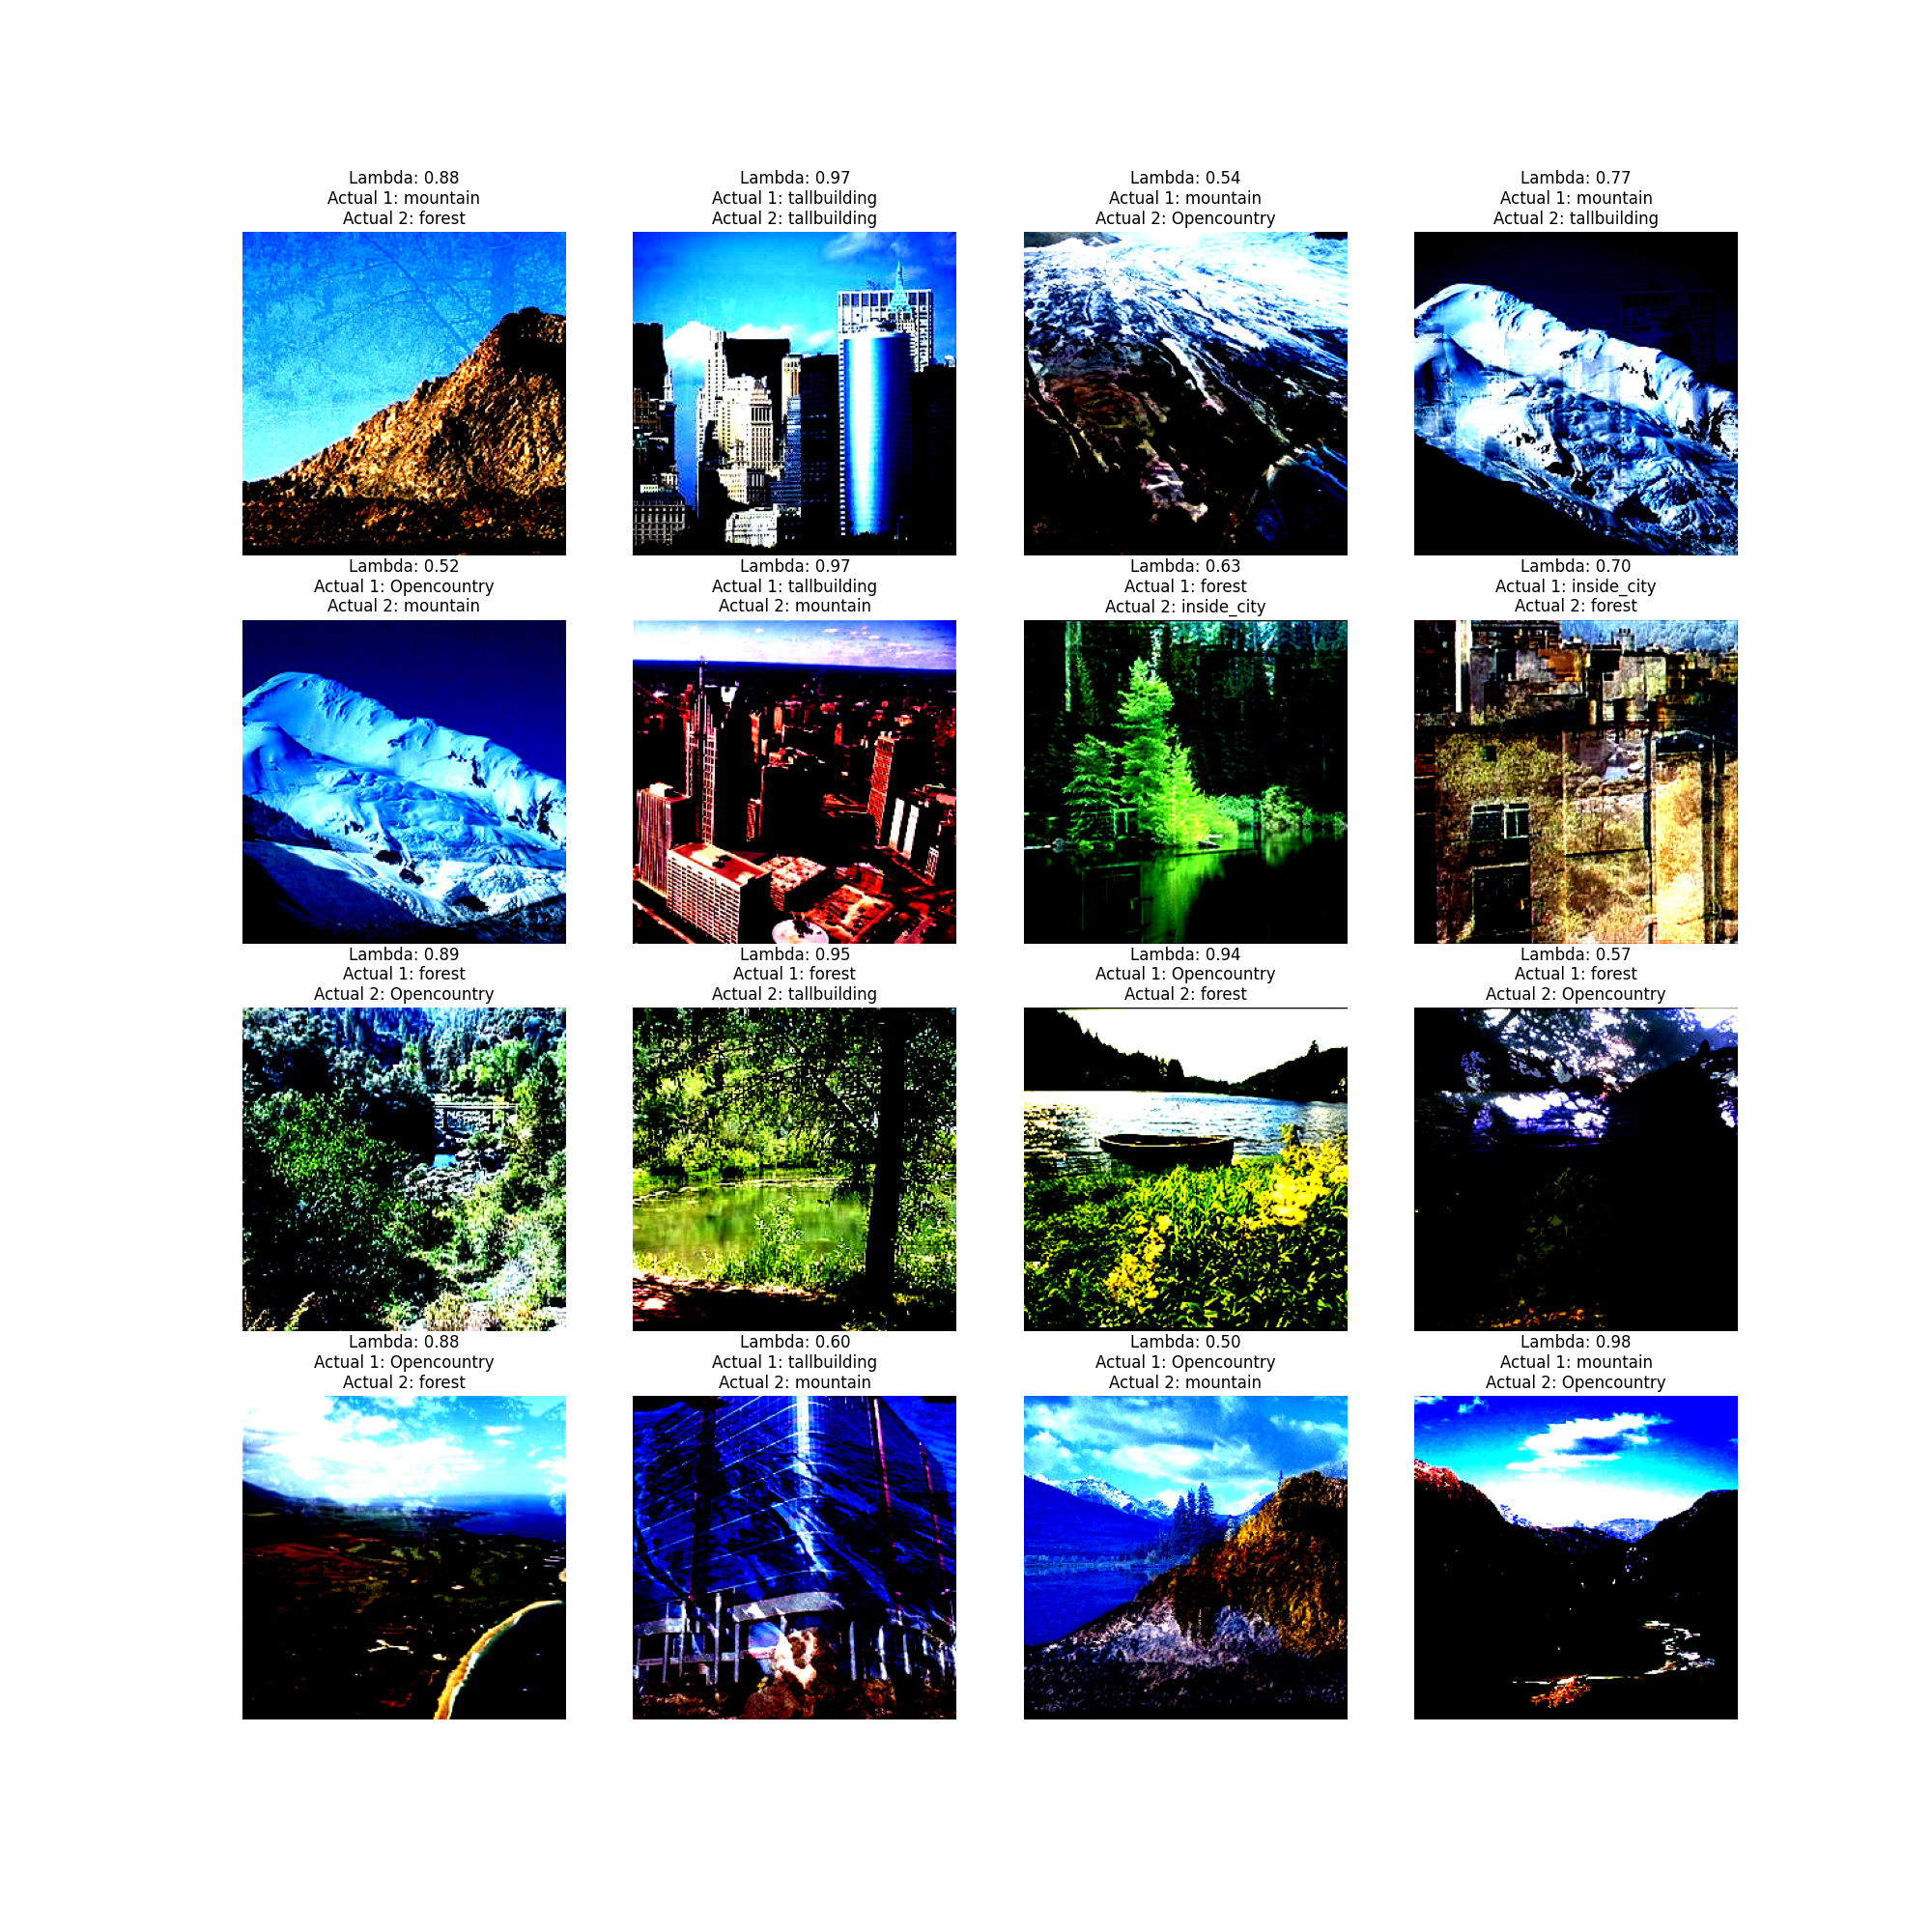 Lambda: 0.88
Actual 1: mountain
Actual 2: forest
Lambda: 0.97
Actual 1: tallbuilding
Actual 2: tallbuilding
Lambda: 0.54
Actual 1: mountain
Actual 2: Opencountry
Lambda: 0.77
Actual 1: mountain
Actual 2: tallbuilding
Lambda: 0.52
Actual 1: Opencountry
Actual 2: mountain
Lambda: 0.97
Actual 1: tallbuilding
Actual 2: mountain
Lambda: 0.63
Actual 1: forest
Actual 2: inside_city
Lambda: 0.70
Actual 1: inside_city
Actual 2: forest
Lambda: 0.89
Actual 1: forest
Actual 2: Opencountry
Lambda: 0.95
Actual 1: forest
Actual 2: tallbuilding
Lambda: 0.94
Actual 1: Opencountry
Actual 2: forest
Lambda: 0.57
Actual 1: forest
Actual 2: Opencountry
Lambda: 0.88
Actual 1: Opencountry
Actual 2: forest
Lambda: 0.60
Actual 1: tallbuilding
Actual 2: mountain
Lambda: 0.50
Actual 1: Opencountry
Actual 2: mountain
Lambda: 0.98
Actual 1: mountain
Actual 2: Opencountry